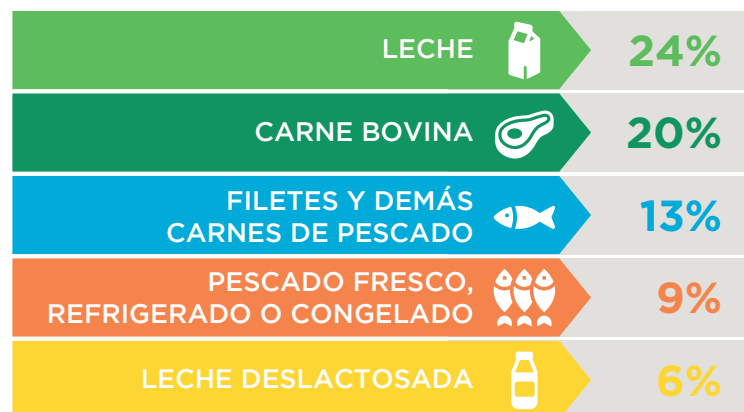 LECHE 24%
CARNE BOVINA 20%
FILETES Y DEMÁS
CARNES DE PESCADO 13%
PESCADO FRESCO,
REFRIGERADO O CONGELADO 9%
LECHE DESLACTOSADA 6%